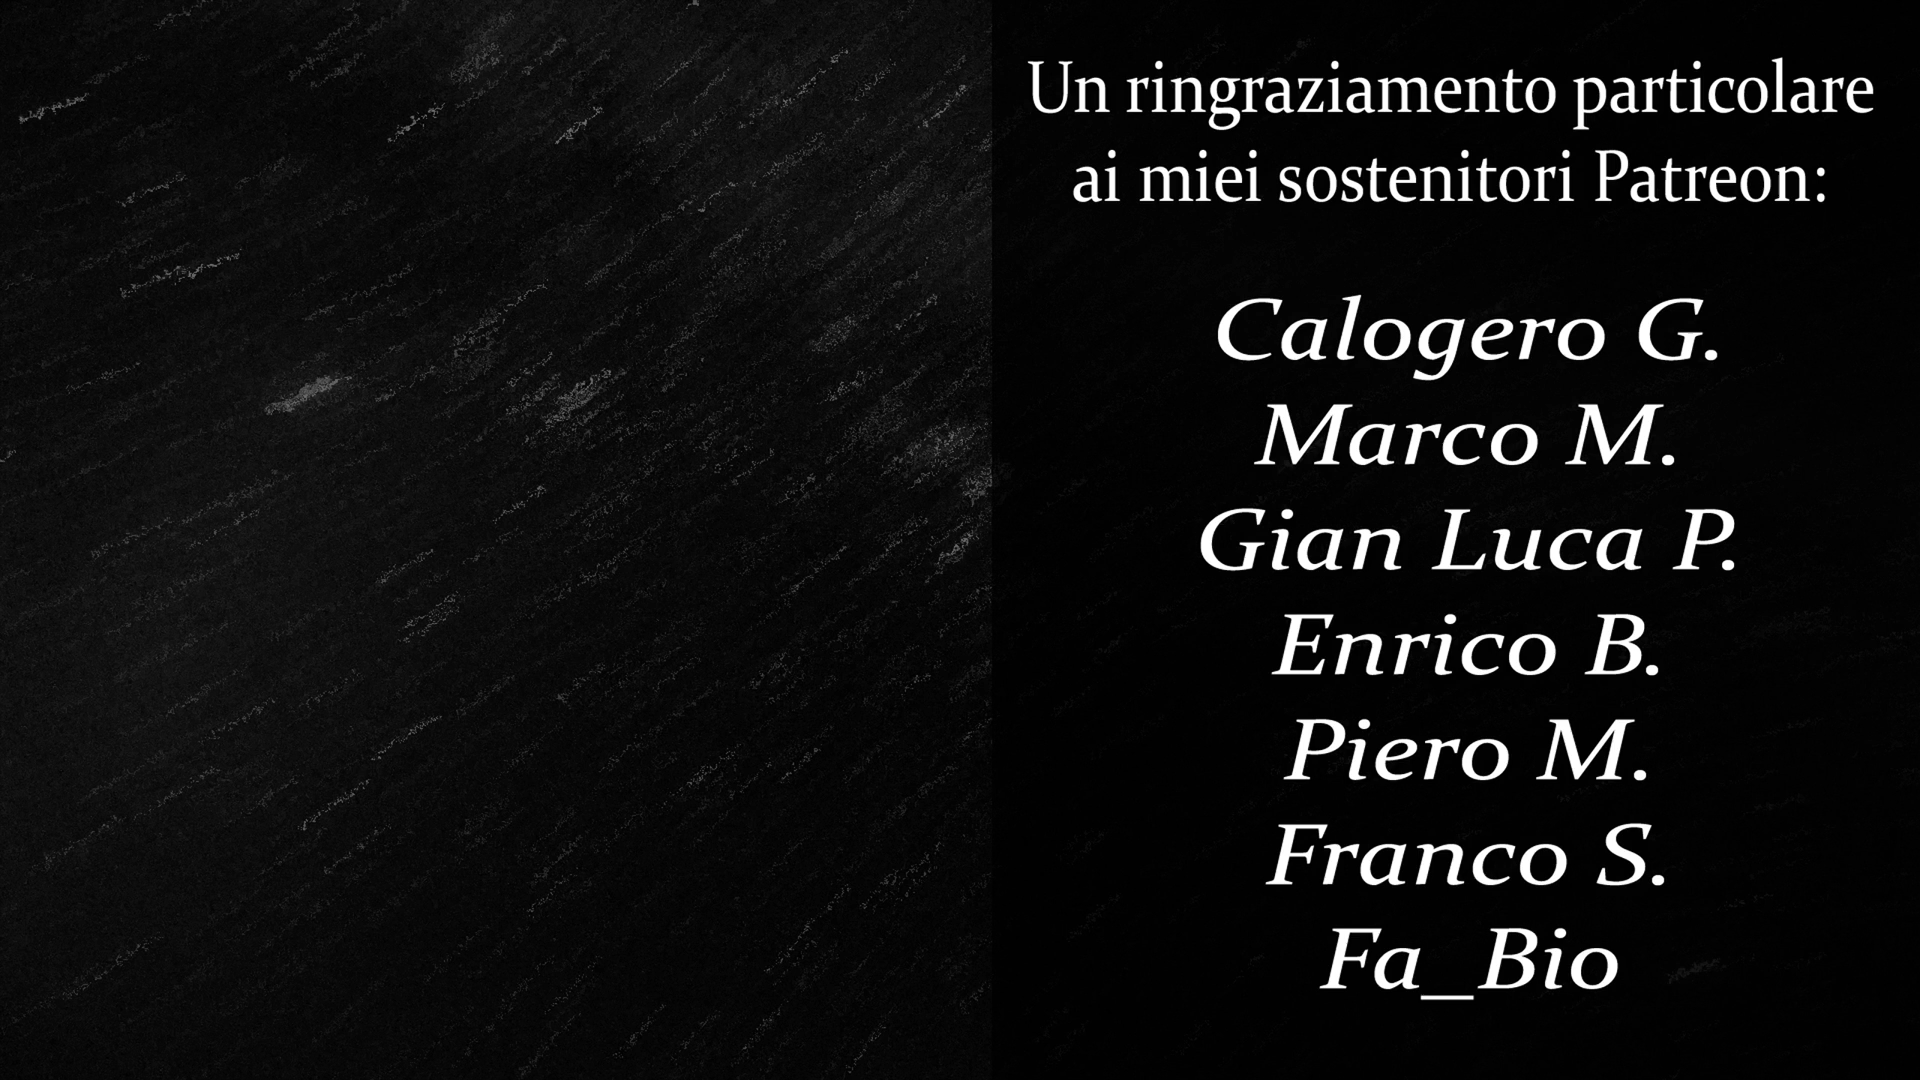 Un ringraziamento particolare
ai miei sostenitori Patreon:
Calogero G.
Marco M.
Gian Luca P.
Enrico B.
Piero M.
Franco S.
Fa_Bio